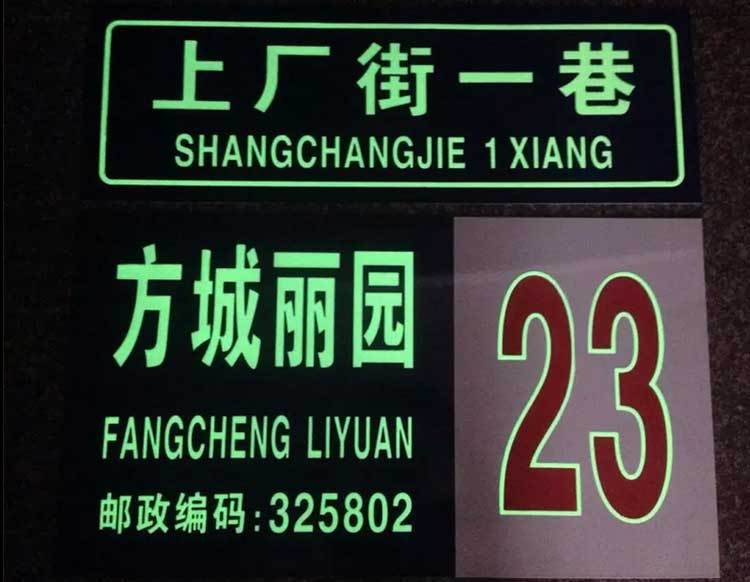 上厂街一巷
SHANGCHANGJIE 1 XIANG
方城丽园
FANGCHENG LIYUAN
邮政编码:325802
23